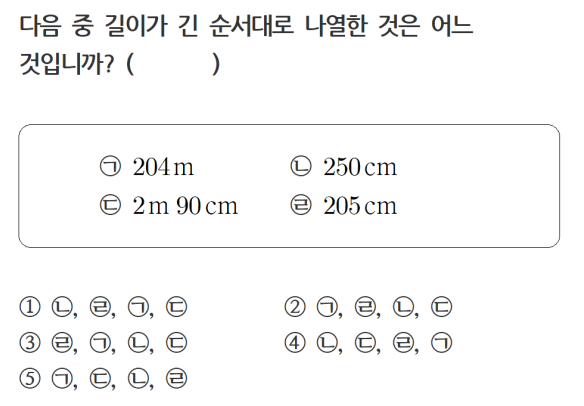 다음 중 길이가 긴 순서대로 나열한 것은 어느
것입니까? (          )
㉠ 204 m    ㉡ 250 cm
㉢ 2 m 90 cm    ㉣ 205 cm
① ㉡, ㉣, ㉠, ㉢    ② ㉠, ㉣, ㉡, ㉢
③ ㉣, ㉠, ㉡, ㉢    ④ ㉡, ㉢, ㉣, ㉠
⑤ ㉠, ㉢, ㉡, ㉣